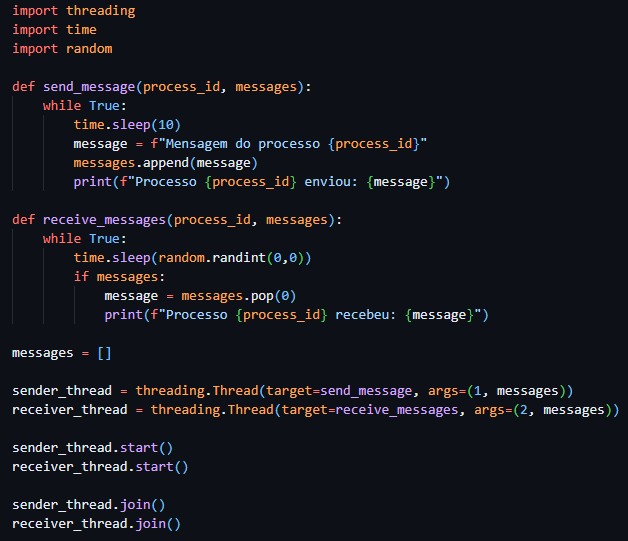 import threading
import time
import random

def send_message(process_id, messages):
    while True:
        time.sleep(10)
        message = f"Mensagem do processo {process_id}"
        messages.append(message)
        print(f"Processo {process_id} enviou: {message}")

def receive_messages(process_id, messages):
    while True:
        time.sleep(random.randint(0,0))
        if messages:
            message = messages.pop(0)
            print(f"Processo {process_id} recebeu: {message}")

messages = []

sender_thread = threading.Thread(target=send_message, args=(1, messages))
receiver_thread = threading.Thread(target=receive_messages, args=(2, messages))

sender_thread.start()
receiver_thread.start()

sender_thread.join()
receiver_thread.join()